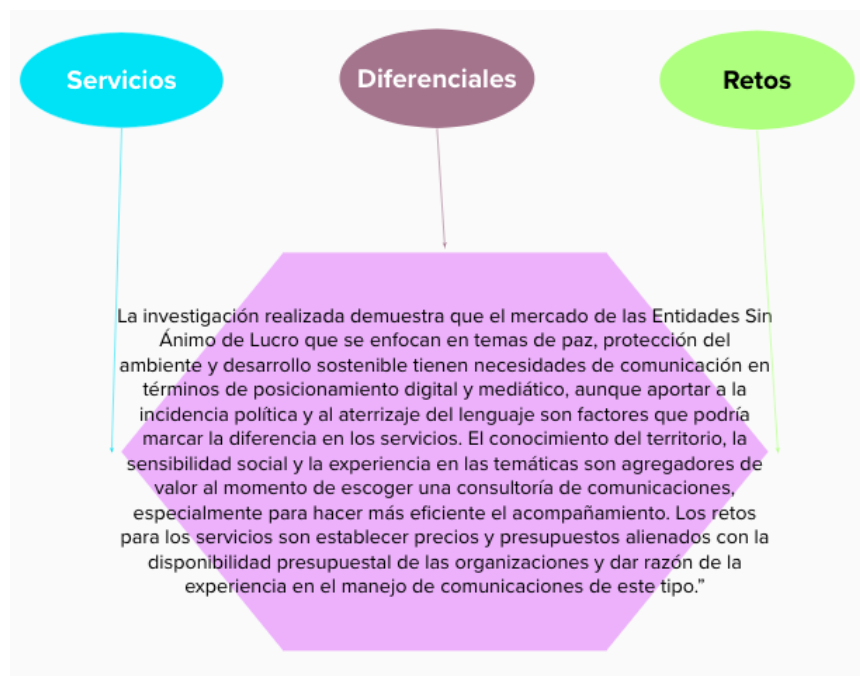 Servicios
Diferenciales
Retos
La investigación realizada demuestra que el mercado de las Entidades Sin
Ánimo de Lucro que se enfocan en temas de paz, protección del
ambiente y desarrollo sostenible tienen necesidades de comunicación en
términos de posicionamiento digital y mediático, aunque aportar a la
incidencia política y al aterrizaje del lenguaje son factores que podría
marcar la diferencia en los servicios. El conocimiento del territorio, la
sensibilidad social y la experiencia en las temáticas son agregadores de
valor al momento de escoger una consultoría de comunicaciones,
especialmente para hacer más eficiente el acompañamiento. Los retos
para los servicios son establecer precios y presupuestos alienados con la
disponibilidad presupuestal de las organizaciones y dar razón de la
experiencia en el manejo de comunicaciones de este tipo.”